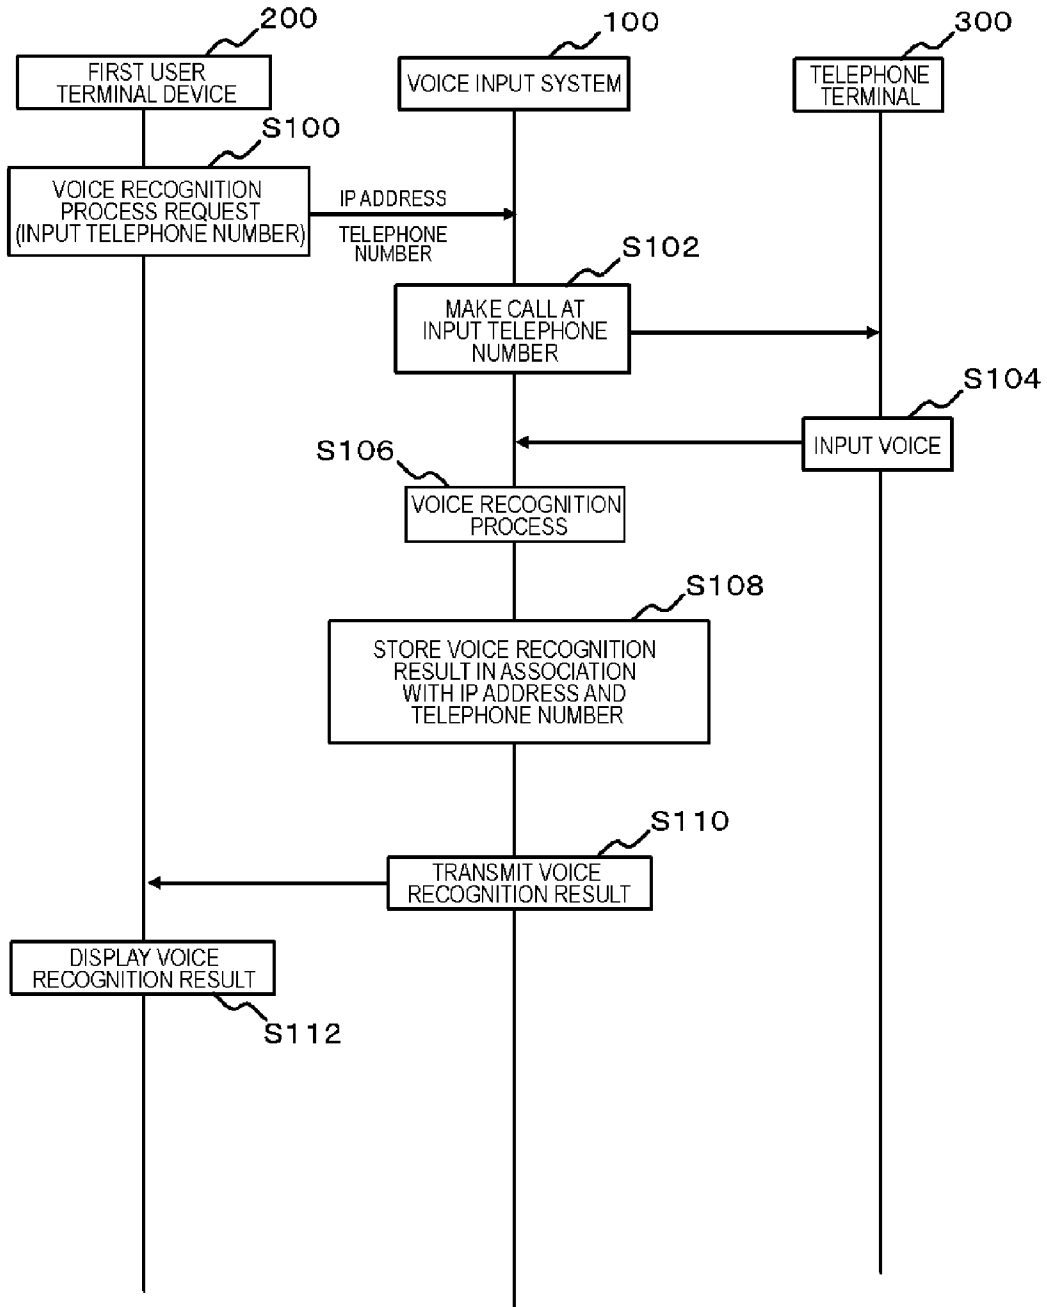 200
100
300
FIRST USER
TERMINAL DEVICE
VOICE INPUT SYSTEM
TELEPHONE
TERMINAL
S100
VOICE RECOGNITION
PROCESS REQUEST
(INPUT TELEPHONE NUMBER)
IP ADDRESS
TELEPHONE
NUMBER
S102
MAKE CALL AT
INPUT TELEPHONE
NUMBER
S104
INPUT VOICE
S106
VOICE RECOGNITION
PROCESS
S108
STORE VOICE RECOGNITION
RESULT IN ASSOCIATION
WITH IP ADDRESS AND
TELEPHONE NUMBER
S110
TRANSMIT VOICE
RECOGNITION RESULT
DISPLAY VOICE
RECOGNITION RESULT
S112